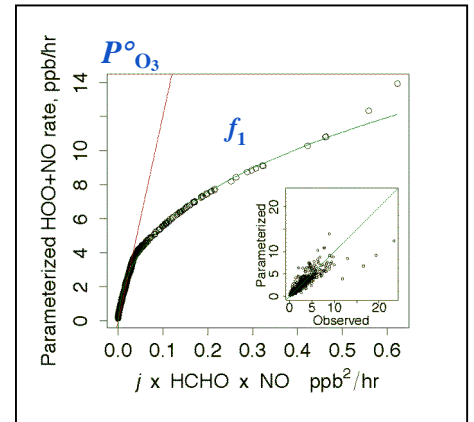 P°O3
f1
Parameterized HOO+NO rate, ppb/hr
14
12
10
8
6
4
2
0
0.0 0.1 0.2 0.3 0.4 0.5 0.6
j x HCHO x NO ppb²/hr
Parameterized
20
10
5
0
0 5 10 20
Observed